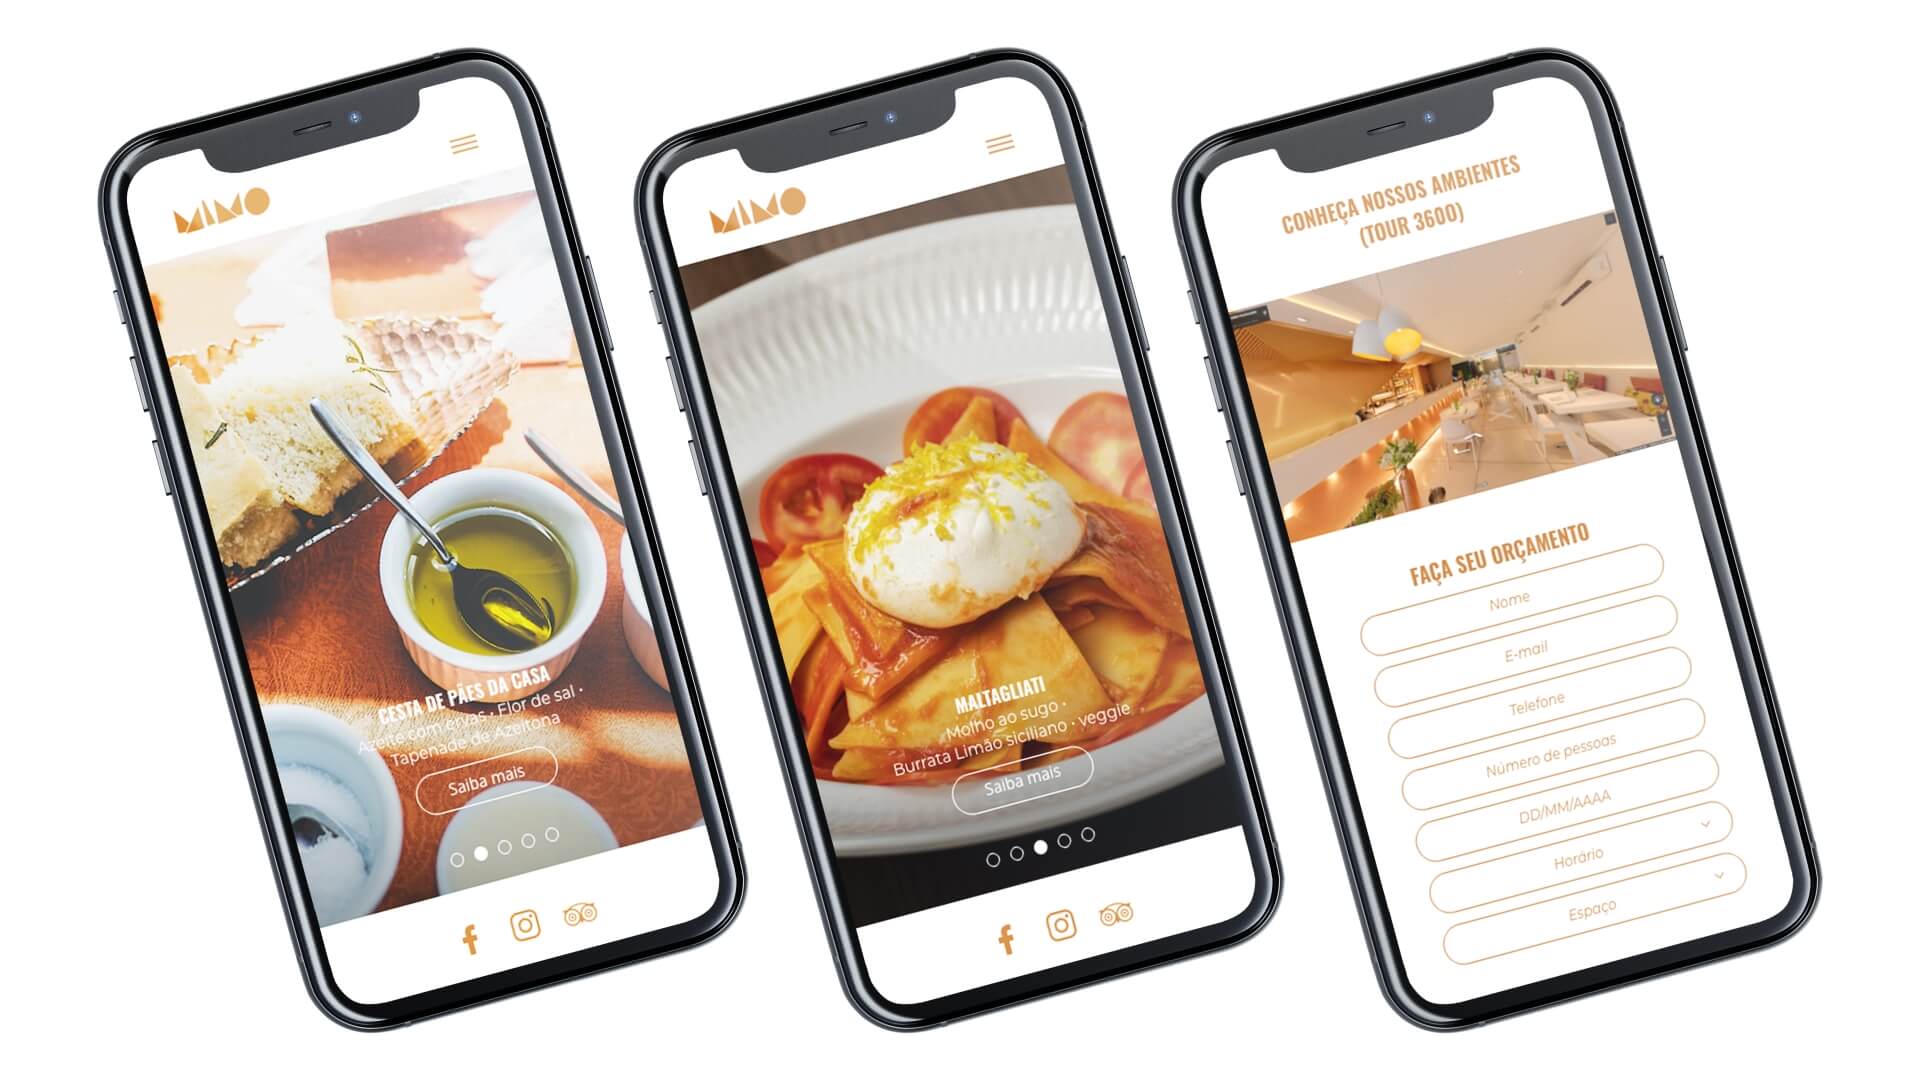 MIMO
CESTA DE PÃES DA CASA
Azeite com ervas • Flor de sal •
Tapenade de Azeitona
Saiba mais
MIMO
MALTAGLIATI
Molho ao sugo •
Burrata Limão siciliano • veggie
Saiba mais
CONHEÇA NOSSOS AMBIENTES
(TOUR 3600)
FAÇA SEU ORÇAMENTO
Nome
E-mail
Telefone
Número de pessoas
DD/MM/AAAA
Horário
Espaço